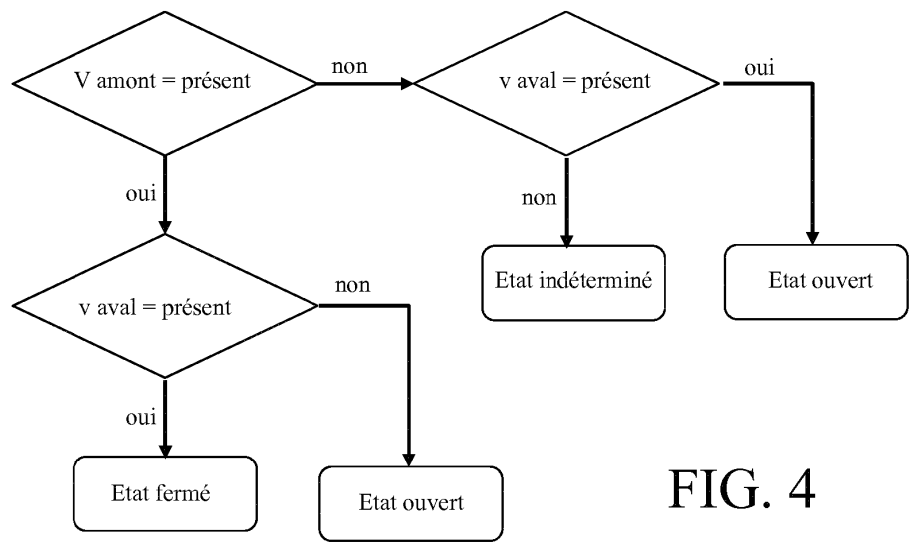 V amont = présent
non
v aval = présent
oui
oui
non
Etat indéterminé
Etat ouvert
v aval = présent
non
oui
Etat fermé
Etat ouvert
FIG. 4